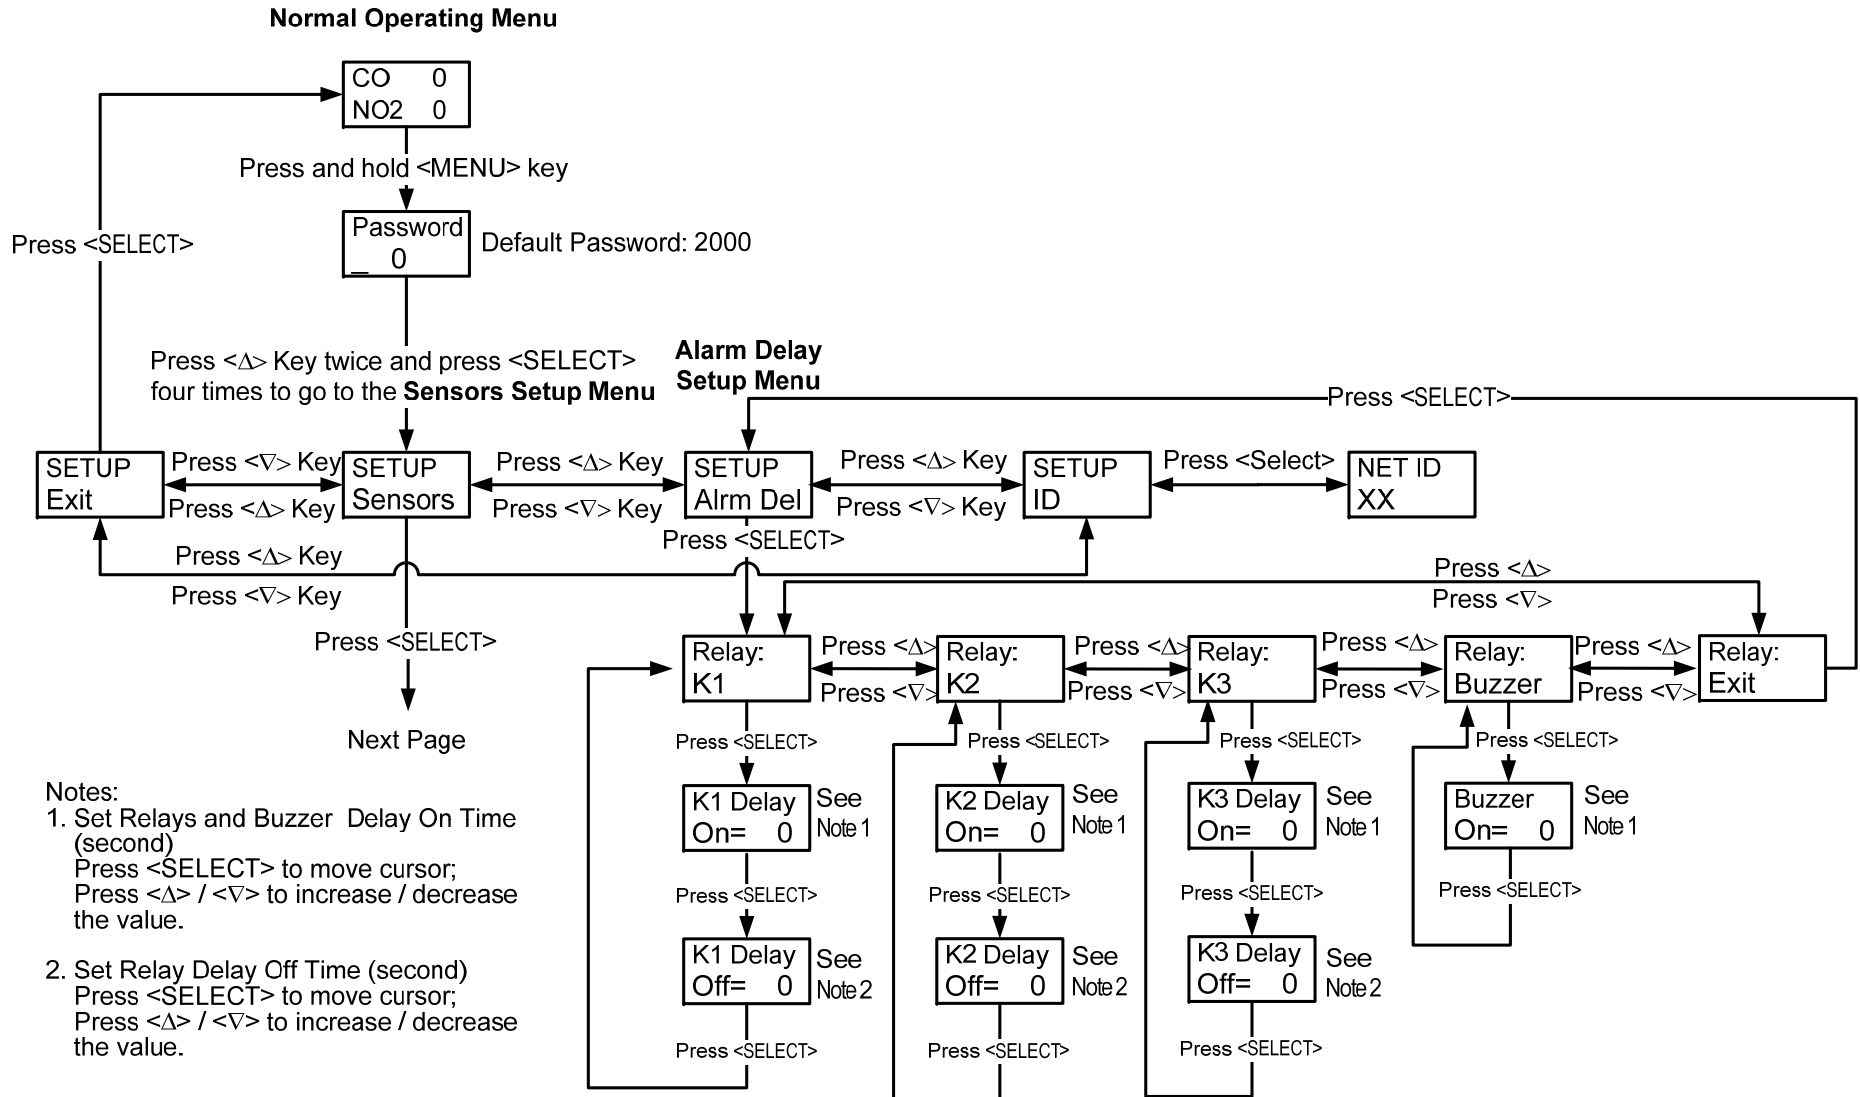 Normal Operating Menu
CO 0
NO2 0
Press and hold <MENU> key
Press <SELECT>
Password
_ 0
Default Password: 2000
Press <∆> Key twice and press <SELECT>
four times to go to the Sensors Setup Menu
Alarm Delay
Setup Menu
Press <SELECT>
SETUP
Exit
Press <∇> Key
Press <∆> Key
SETUP
Sensors
Press <∆> Key
Press <∇> Key
SETUP
Alrm Del
Press <∆> Key
Press <∇> Key
SETUP
ID
Press <Select>
NET ID
XX
Press <SELECT>
Press <∆> Key
Press <∇> Key
Press <∆>
Press <∇>
Press <SELECT>
Next Page
Relay:
K1
Press <∆>
Press <∇>
Relay:
K2
Press <∆>
Press <∇>
Relay:
K3
Press <∆>
Press <∇>
Relay:
Buzzer
Press <∆>
Press <∇>
Relay:
Exit
Press <SELECT>
Press <SELECT>
Press <SELECT>
Press <SELECT>
K1 Delay
On= 0
See
Note 1
K2 Delay
On= 0
See
Note 1
K3 Delay
On= 0
See
Note 1
Buzzer
On= 0
See
Note 1
Press <SELECT>
Press <SELECT>
Press <SELECT>
Press <SELECT>
K1 Delay
Off= 0
See
Note 2
K2 Delay
Off= 0
See
Note 2
K3 Delay
Off= 0
See
Note 2
Press <SELECT>
Press <SELECT>
Press <SELECT>
Notes:
1. Set Relays and Buzzer Delay On Time
(second)
Press <SELECT> to move cursor;
Press <∆> / <∇> to increase / decrease
the value.
2. Set Relay Delay Off Time (second)
Press <SELECT> to move cursor;
Press <∆> / <∇> to increase / decrease
the value.